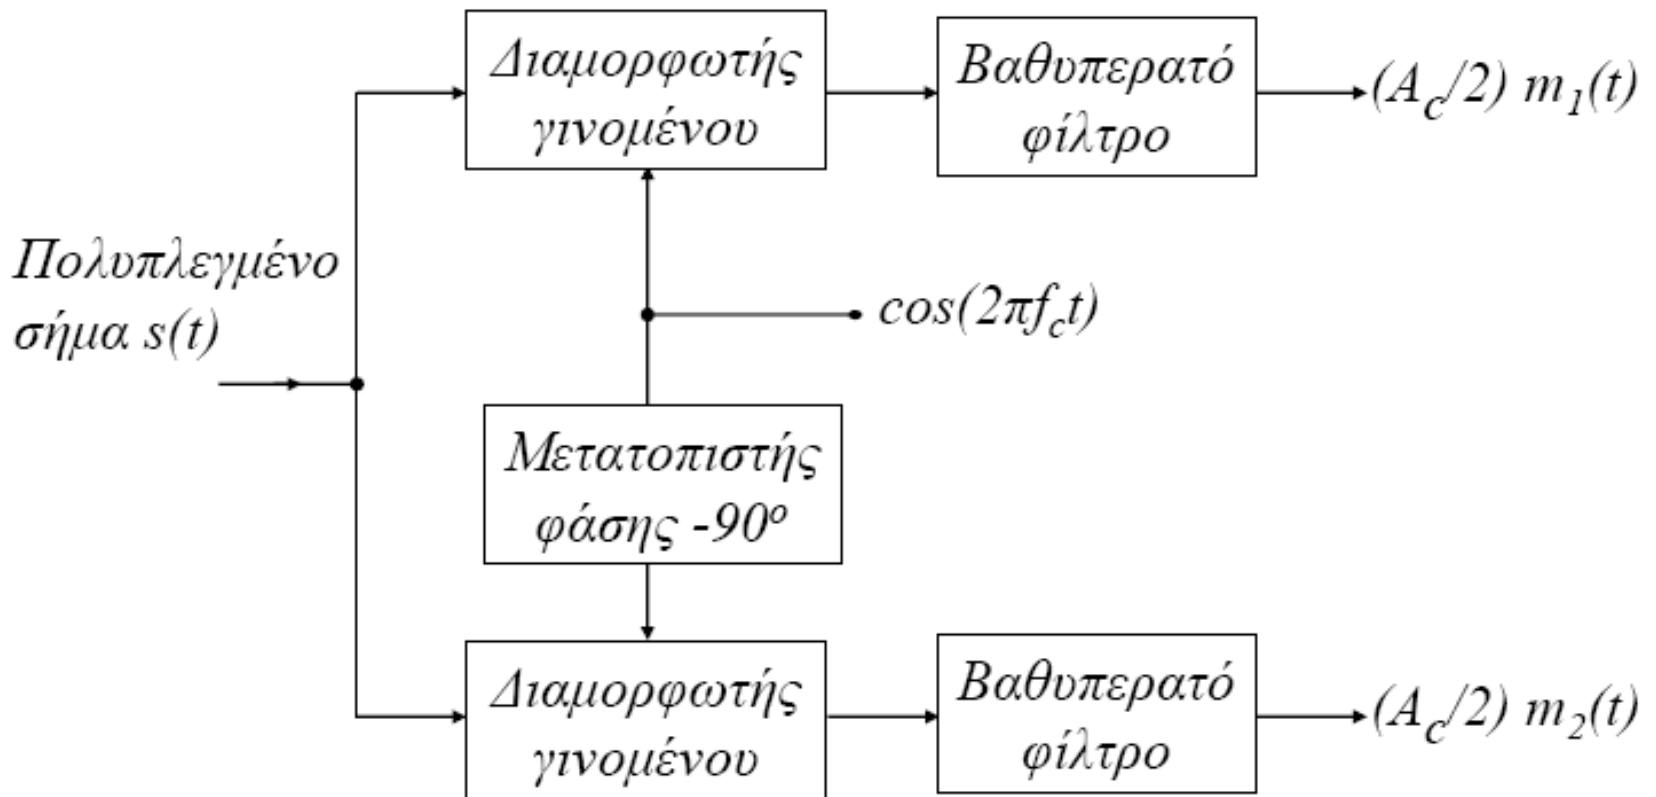 Διαμορφωτής
γινομένου
Βαθυπερατό
φίλτρο
(A_c/2) m_1(t)
Πολυπλεγμένο
σήμα s(t)
cos(2πf_ct)
Μετατοπιστής
φάσης -90º
Διαμορφωτής
γινομένου
Βαθυπερατό
φίλτρο
(A_c/2) m_2(t)